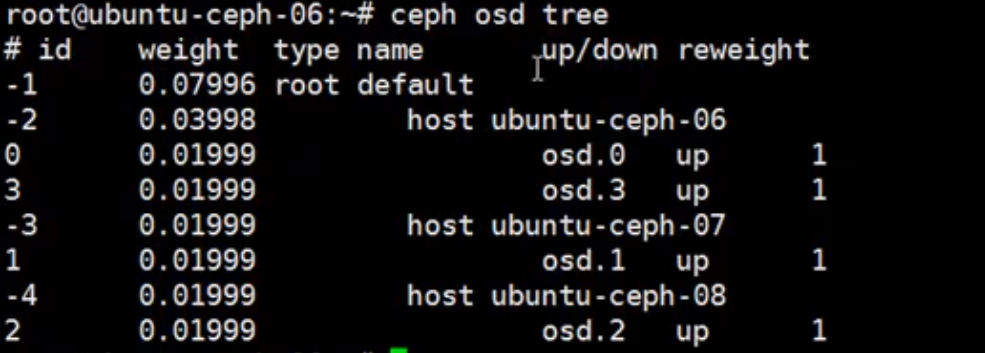 root@ubuntu-ceph-06:~# ceph osd tree
# id weight type name up/down reweight
-1 0.07996 root default
-2 0.03998 host ubuntu-ceph-06
0 0.01999 osd.0 up 1
3 0.01999 osd.3 up 1
-3 0.01999 host ubuntu-ceph-07
1 0.01999 osd.1 up 1
-4 0.01999 host ubuntu-ceph-08
2 0.01999 osd.2 up 1